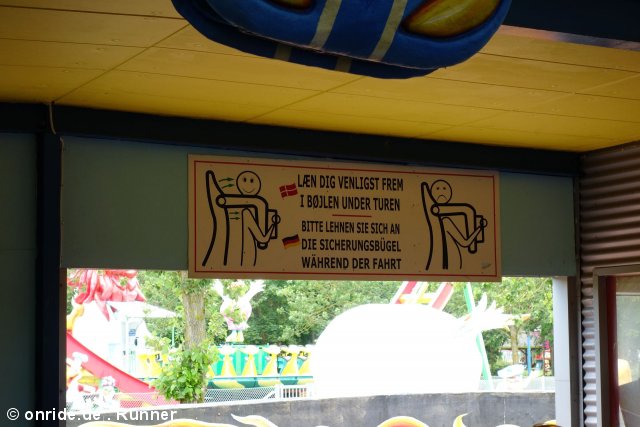 LÆN DIG VENLIGST FREM
I BØJLEN UNDER TUREN
BITTE LEHNEN SIE SICH AN
DIE SICHERUNGSBÜGEL
WÄHREND DER FAHRT
© onride.de . Runner